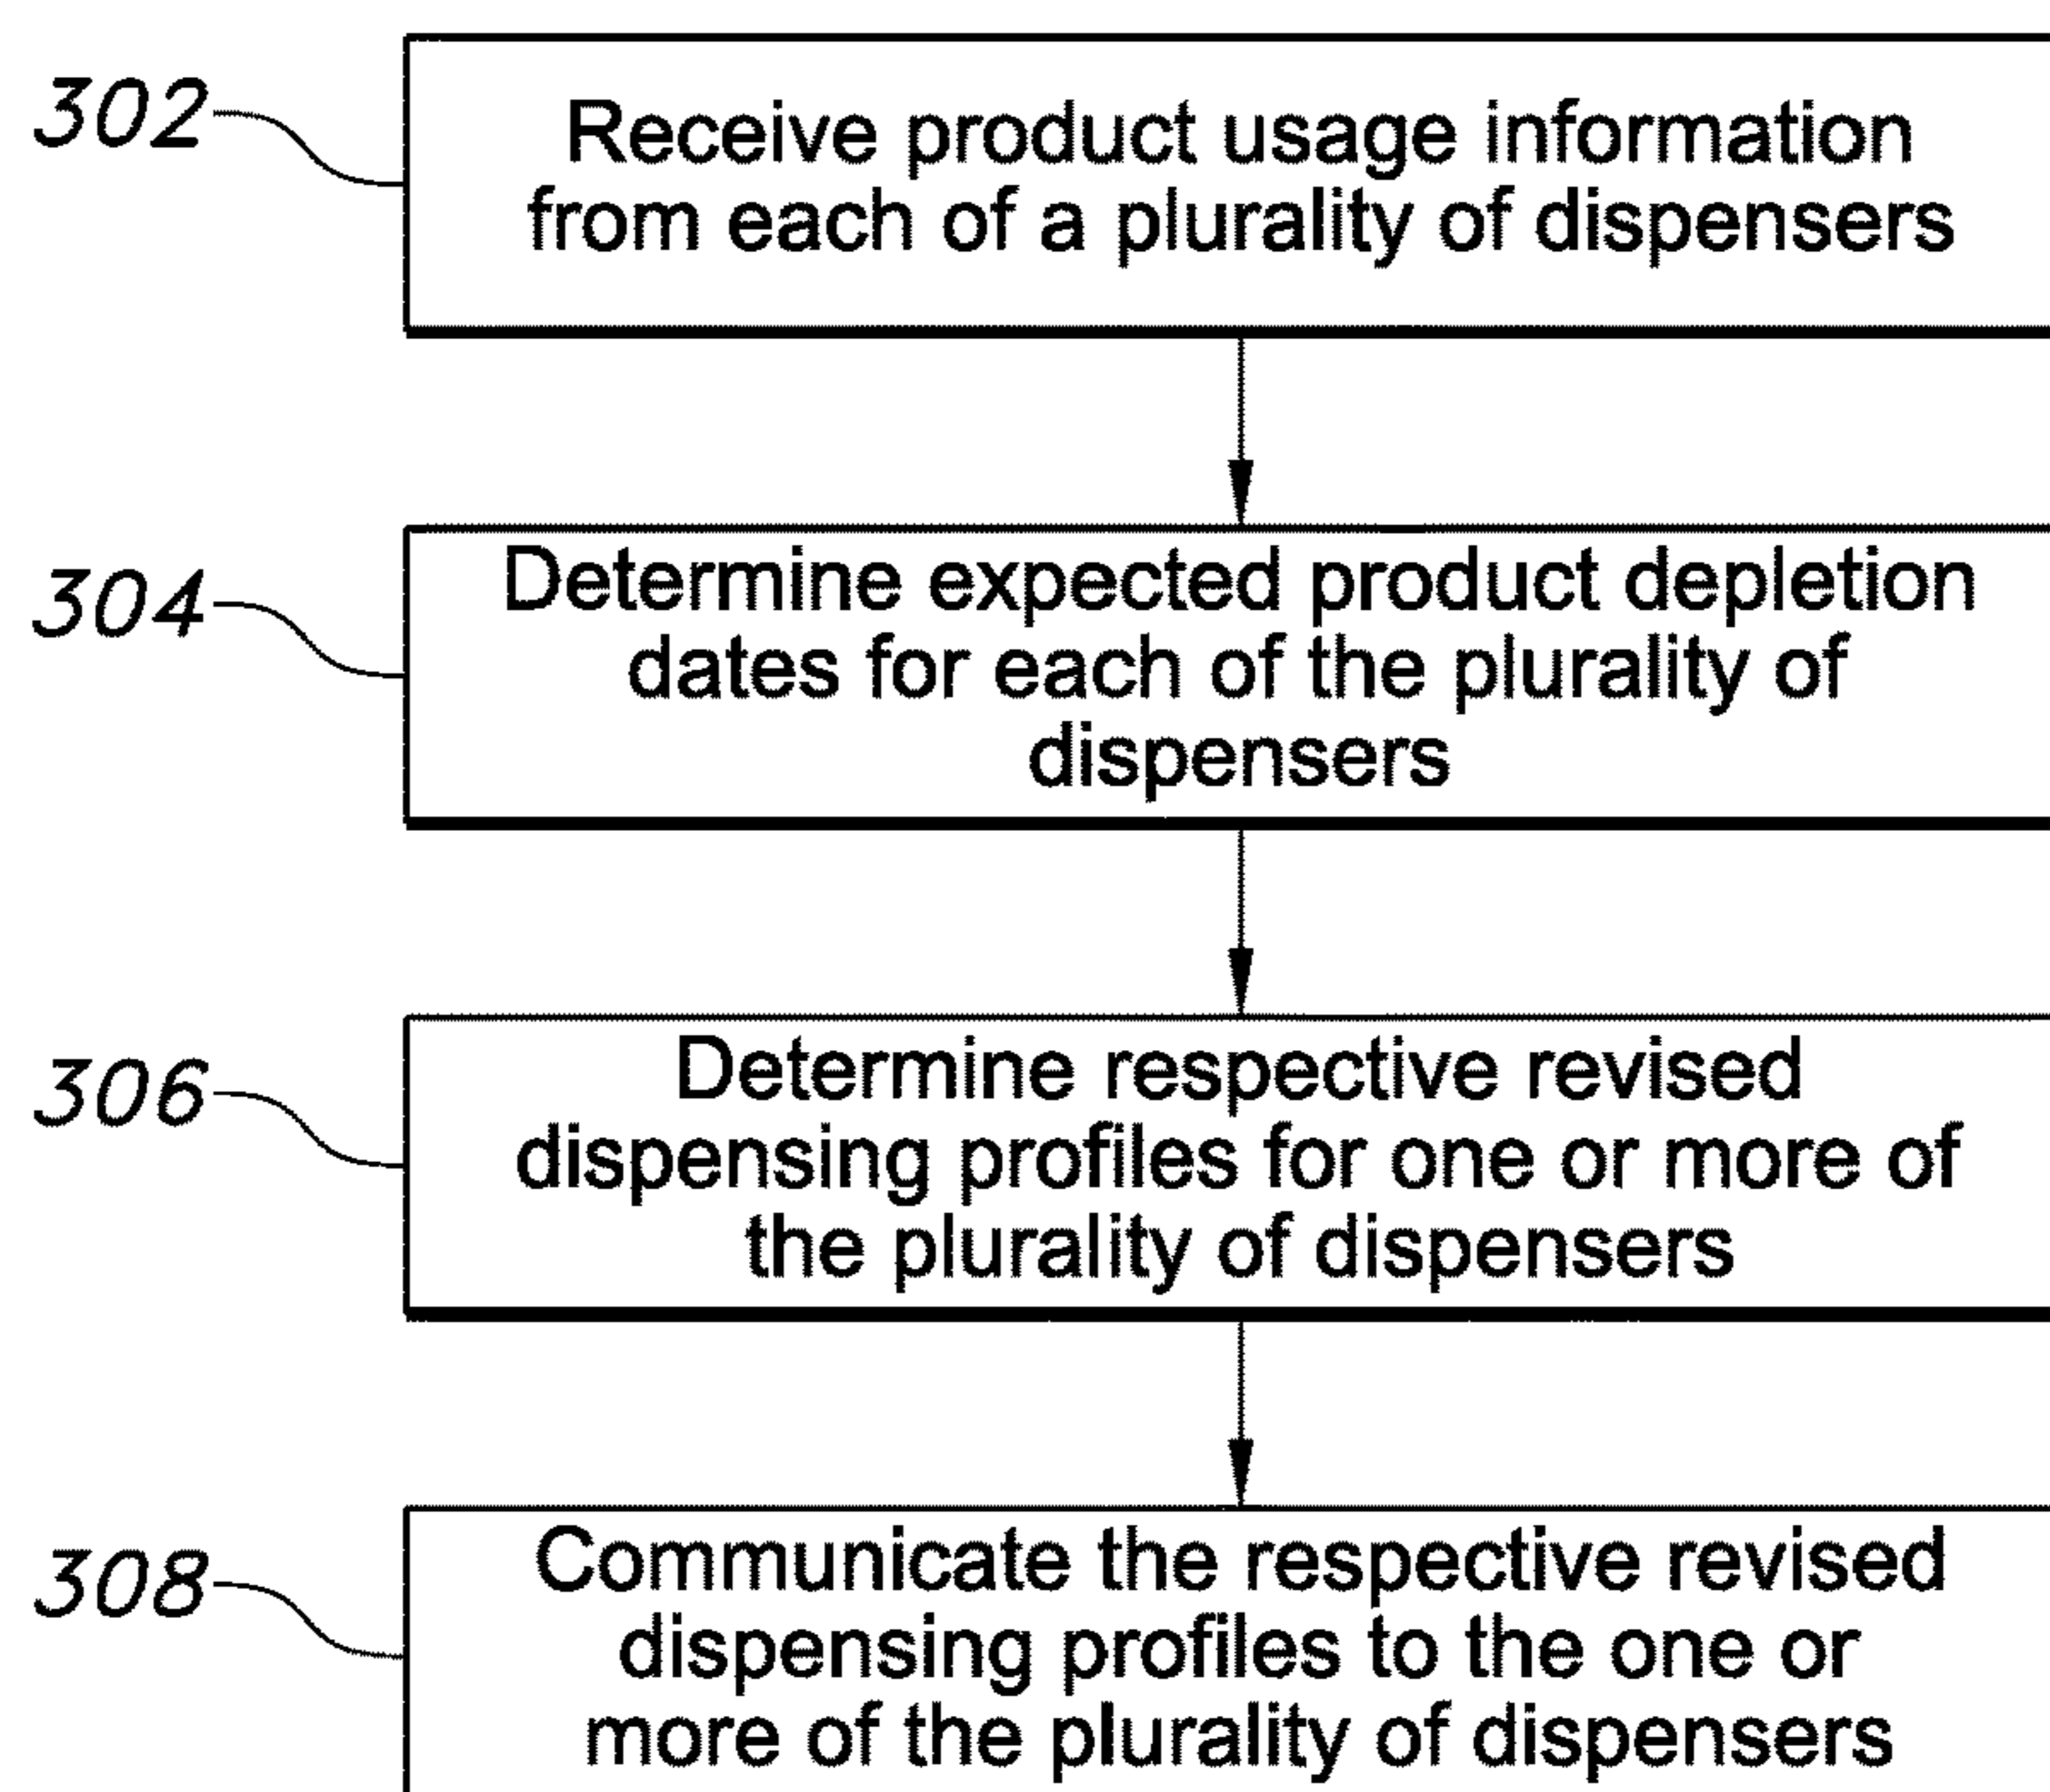 302
Receive product usage information
from each of a plurality of dispensers
304
Determine expected product depletion
dates for each of the plurality of
dispensers
306
Determine respective revised
dispensing profiles for one or more of
the plurality of dispensers
308
Communicate the respective revised
dispensing profiles to the one or
more of the plurality of dispensers